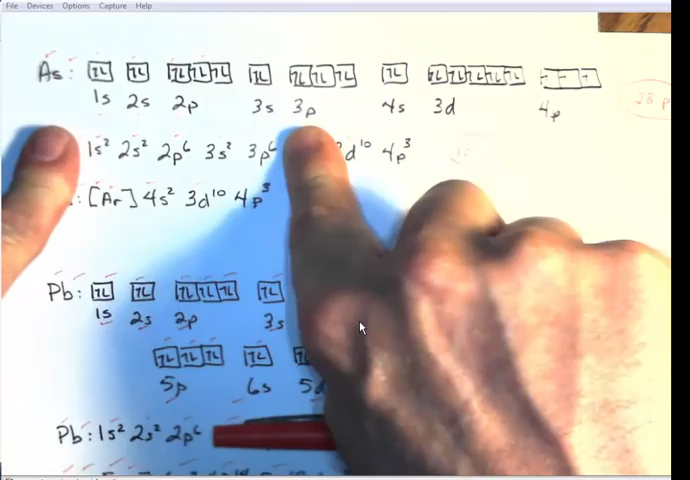 File Devices Options Capture Help
As:
1s 2s 2p 3s 3p 4s 3d 4p
1s² 2s² 2p⁶ 3s² 3p⁶ d¹⁰ 4p³
[Ar] 4s² 3d¹⁰ 4p³
Pb:
1s 2s 2p 3s
5p 6s 5d
Pb: 1s² 2s² 2p⁶